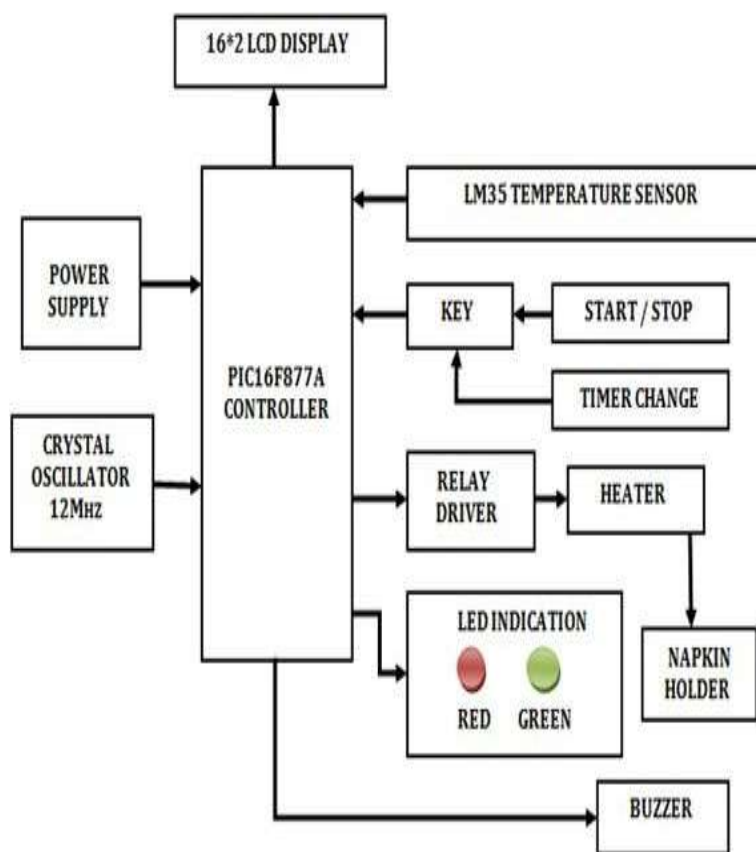 16*2 LCD DISPLAY
LM35 TEMPERATURE SENSOR
POWER
SUPPLY
KEY
START / STOP
PIC16F877A
CONTROLLER
TIMER CHANGE
CRYSTAL
OSCILLATOR
12MHZ
RELAY
DRIVER
HEATER
LED INDICATION
RED GREEN
NAPKIN
HOLDER
BUZZER